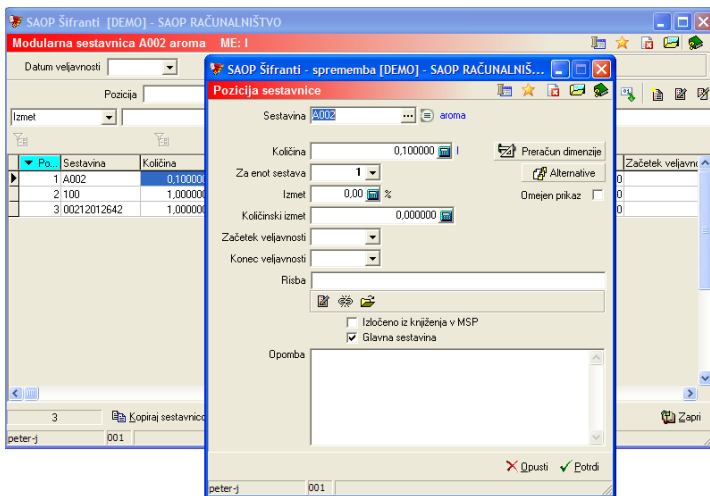 SAOP Šifranti [DEMO] - SAOP RAČUNALNIŠTVO
Modularna sestavnica A002 aroma ME: l
Datum veljavnosti
Pozicija
Izmet
Po... Sestavina Količina Začetek veljavno
1 A002 0,10000
2 100 1,00000
3 00212012642 1,00000
3 Kopiraj sestavnico Zapri
peter-j 001
SAOP Šifranti - sprememba [DEMO] - SAOP RAČUNALNIŠ...
Pozicija sestavnice
Sestavina A002 ... aroma
Količina 0,100000 l Preračun dimenzije
Za enot sestava 1 Alternative
Izmet 0,00 % Omejen prikaz
Količinski izmet 0,000000
Začetek veljavnosti
Konec veljavnosti
Risba
Izločeno iz knjiženja v MSP
Glavna sestavina
Opomba
Opusti Potrdi
peter-j 001